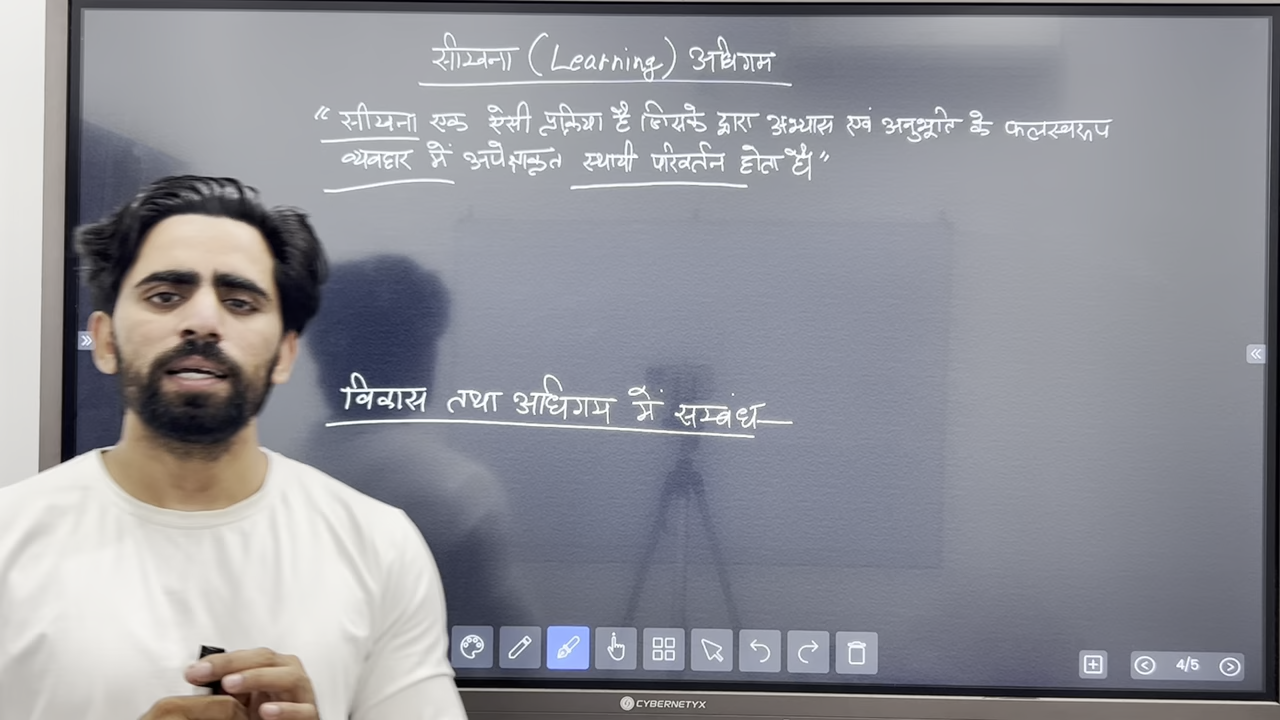 सीखना (Learning) अधिगम
“ सीखना एक ऐसी प्रक्रिया है जिसके द्वारा अभ्यास एवं अनुभूति के फलस्वरूप
व्यवहार में अपेक्षाकृत स्थायी परिवर्तन होता है।”
विकास तथा अधिगम में सम्बंध—
4/5
CYBERNETYX